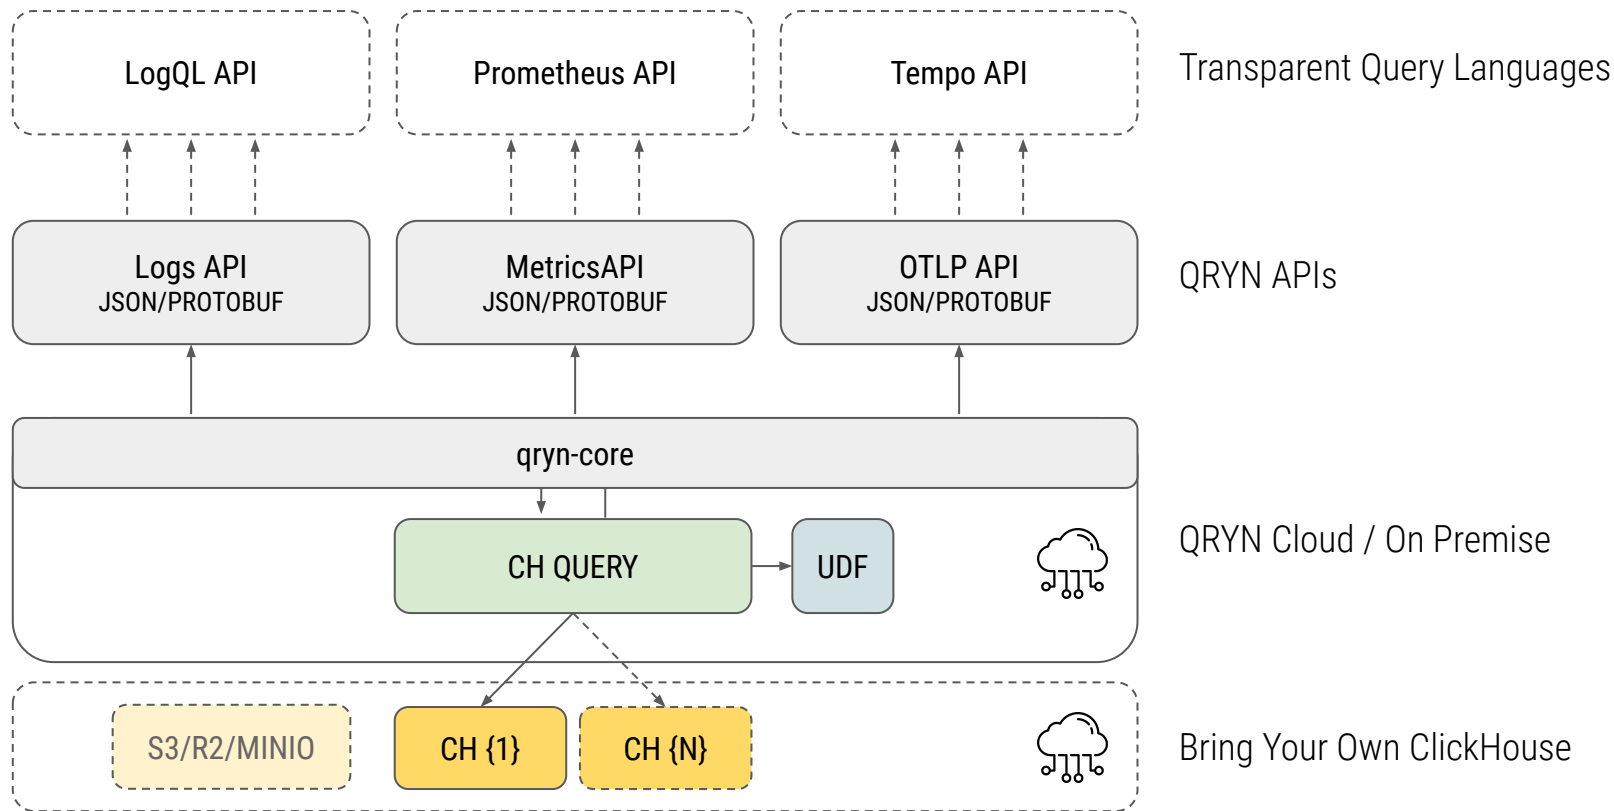 LogQL API
Prometheus API
Tempo API
Transparent Query Languages
Logs API
JSON/PROTOBUF
MetricsAPI
JSON/PROTOBUF
OTLP API
JSON/PROTOBUF
QRYN APIs
qryn-core
CH QUERY
UDF
QRYN Cloud / On Premise
S3/R2/MINIO
CH {1}
CH {N}
Bring Your Own ClickHouse